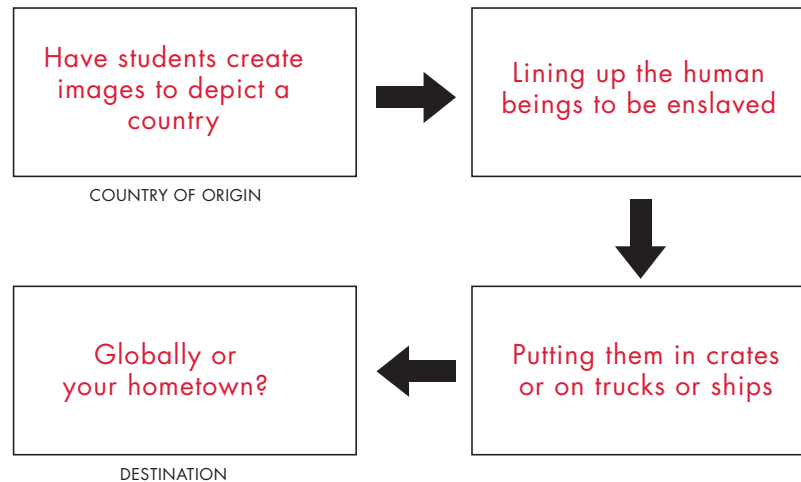 Have students create
images to depict a
country
COUNTRY OF ORIGIN
Lining up the human
beings to be enslaved
Putting them in crates
or on trucks or ships
Globally or
your hometown?
DESTINATION